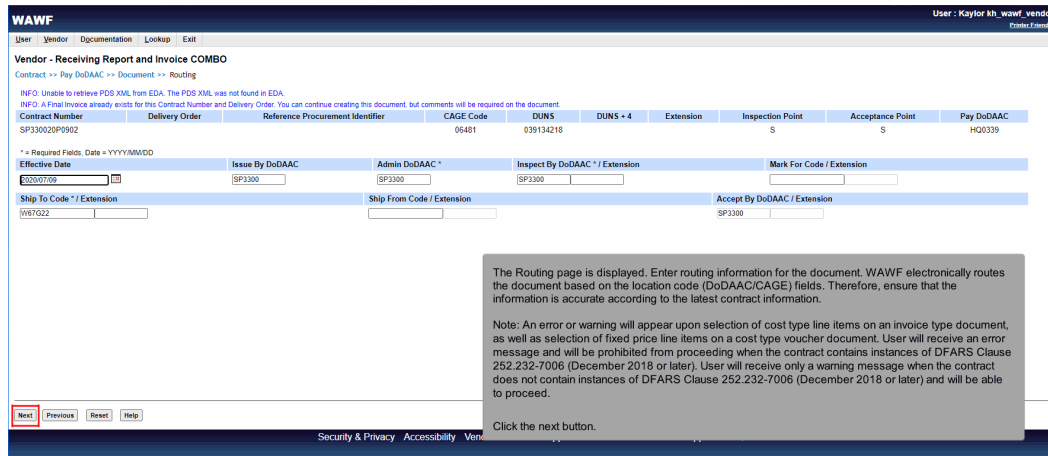 WAWF
User : Kaylor kh_wawf_vendo
Printer Friend
User Vendor Documentation Lookup Exit
Vendor - Receiving Report and Invoice COMBO
Contract >> Pay DoDAAC >> Document >> Routing
INFO: Unable to retrieve PDS XML from EDA. The PDS XML was not found in EDA.
INFO: A Final Invoice already exists for this Contract Number and Delivery Order. You can continue creating this document, but comments will be required on the document.
Contract Number Delivery Order Reference Procurement Identifier CAGE Code DUNS DUNS + 4 Extension Inspection Point Acceptance Point Pay DoDAAC
SP330020P0902 06481 039134218 S S HQ0339
* = Required Fields, Date = YYYY/MM/DD
Effective Date Issue By DoDAAC Admin DoDAAC * Inspect By DoDAAC * / Extension Mark For Code / Extension
2020/07/09 SP3300 SP3300 SP3300
Ship To Code * / Extension Ship From Code / Extension Accept By DoDAAC / Extension
W67G22 SP3300
The Routing page is displayed. Enter routing information for the document. WAWF electronically routes
the document based on the location code (DoDAAC/CAGE) fields. Therefore, ensure that the
information is accurate according to the latest contract information.
Note: An error or warning will appear upon selection of cost type line items on an invoice type document,
as well as selection of fixed price line items on a cost type voucher document. User will receive an error
message and will be prohibited from proceeding when the contract contains instances of DFARS Clause
252.232-7006 (December 2018 or later). User will receive only a warning message when the contract
does not contain instances of DFARS Clause 252.232-7006 (December 2018 or later) and will be able
to proceed.
Click the next button.
Next Previous Reset Help
Security & Privacy Accessibility Ven